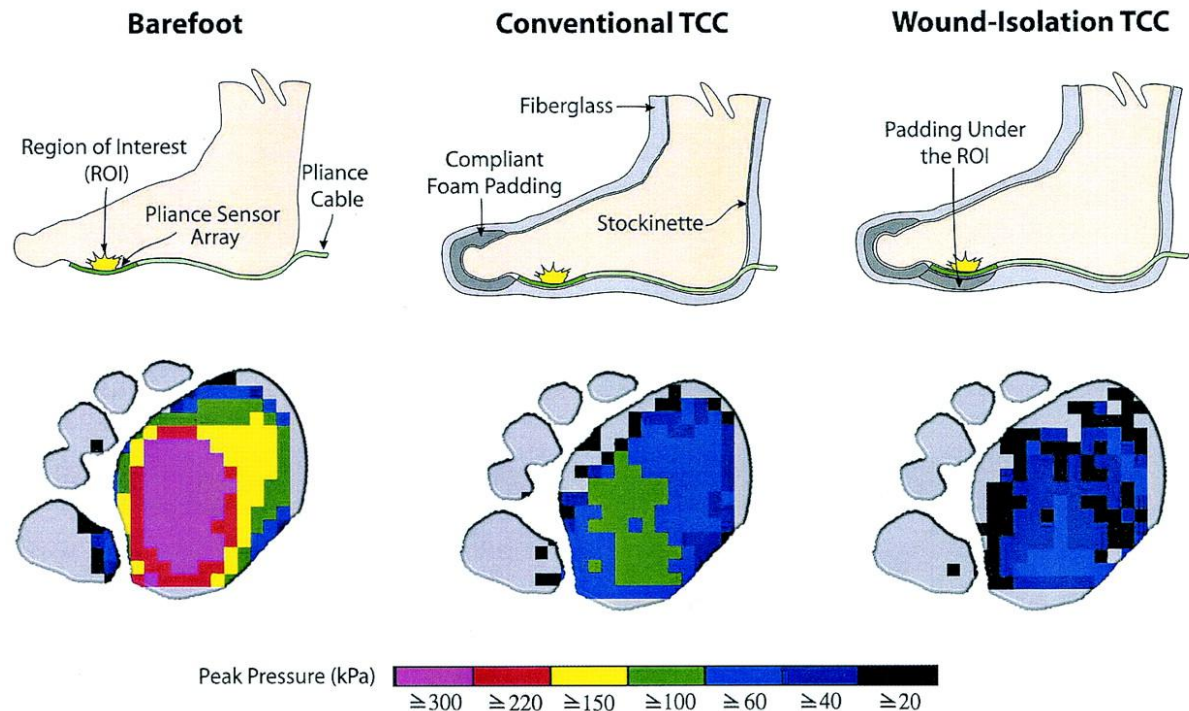 Barefoot
Conventional TCC
Wound-Isolation TCC
Region of Interest
(ROI)
Pliance Sensor
Array
Pliance
Cable
Fiberglass
Compliant
Foam Padding
Stockinette
Padding Under
the ROI
Peak Pressure (kPa)
≧300 ≧220 ≧150 ≧100 ≧60 ≧40 ≧20